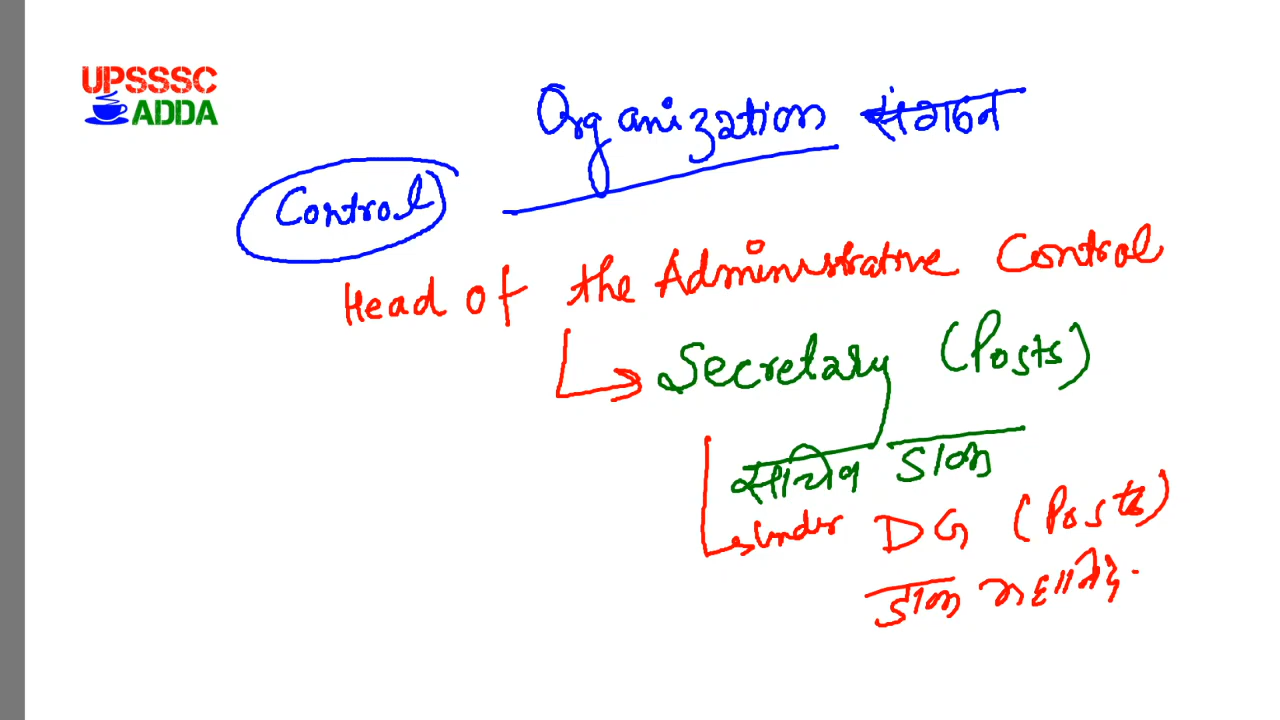 UPSSSC
ADDA
Organization संगठन
Control
Head of the Administrative Control
Secretary (Posts)
सचिव डाक
under DG (Posts)
डाक महानि.